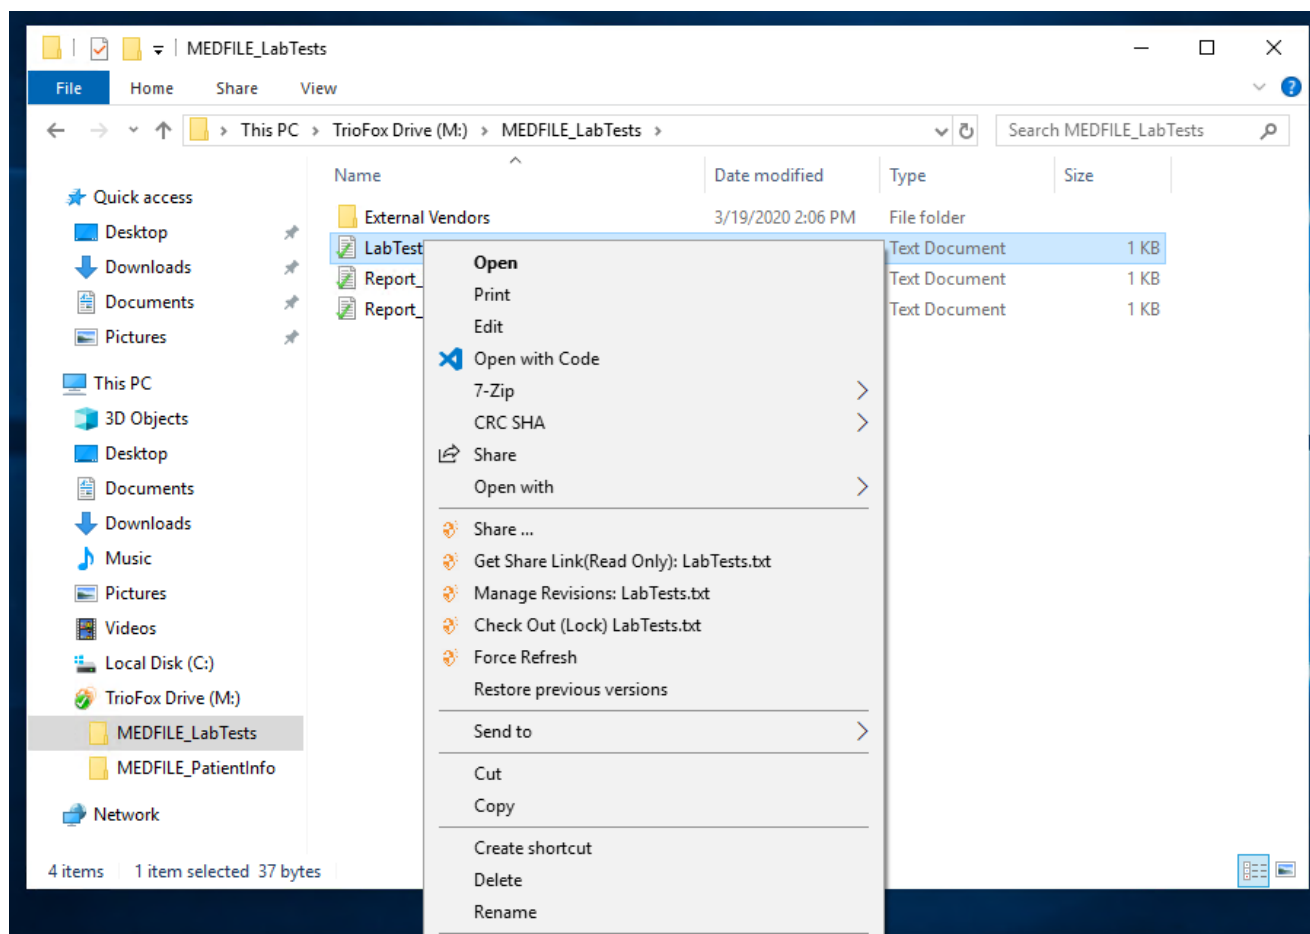 MEDFILE_LabTests
File Home Share View
This PC > TrioFox Drive (M:) > MEDFILE_LabTests >
Search MEDFILE_LabTests
Name Date modified Type Size
Quick access
Desktop
Downloads
Documents
Pictures
This PC
3D Objects
Desktop
Documents
Downloads
Music
Pictures
Videos
Local Disk (C:)
TrioFox Drive (M:)
MEDFILE_LabTests
MEDFILE_PatientInfo
Network
External Vendors 3/19/2020 2:06 PM File folder
LabTest Text Document 1 KB
Report_ Text Document 1 KB
Report_ Text Document 1 KB
Open
Print
Edit
Open with Code
7-Zip
CRC SHA
Share
Open with
Share ...
Get Share Link(Read Only): LabTests.txt
Manage Revisions: LabTests.txt
Check Out (Lock) LabTests.txt
Force Refresh
Restore previous versions
Send to
Cut
Copy
Create shortcut
Delete
Rename
4 items 1 item selected 37 bytes